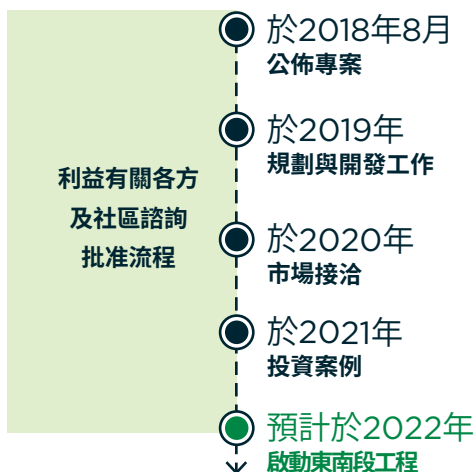 利益有關各方
及社區諮詢
批准流程
於2018年8月
公佈專案
於2019年
規劃與開發工作
於2020年
市場接洽
於2021年
投資案例
預計於2022年
啟動東南段工程